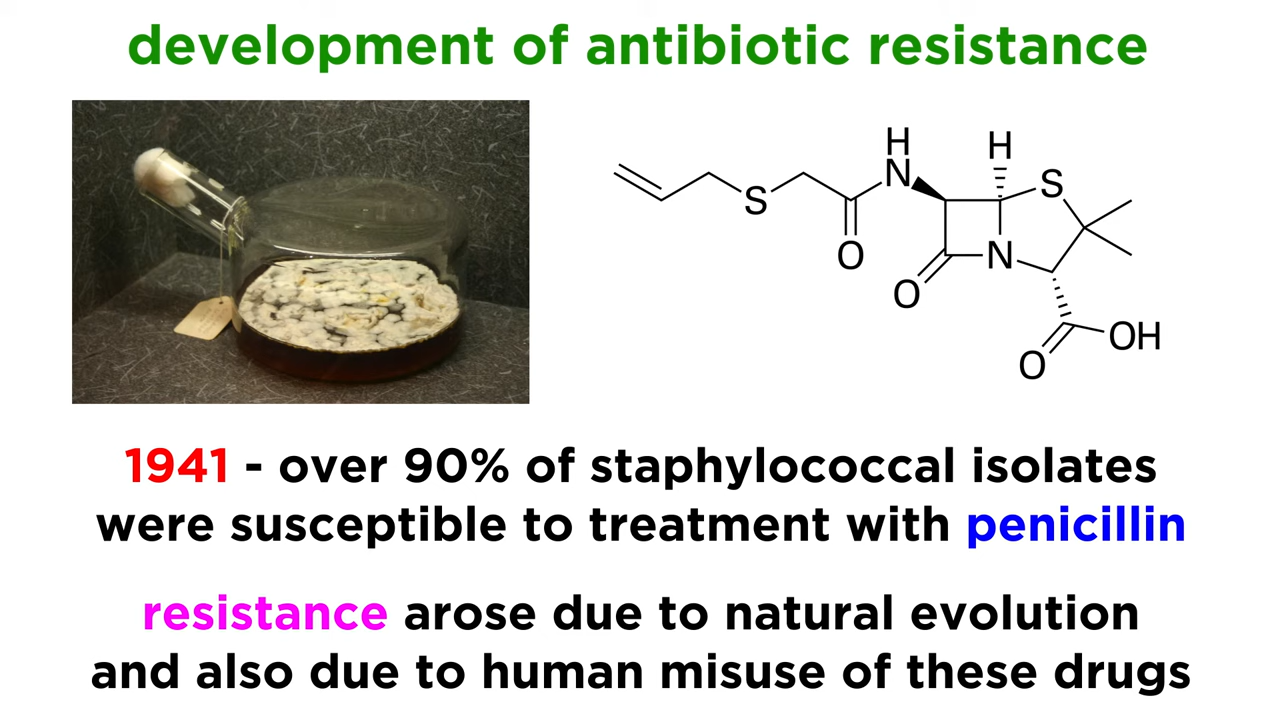 development of antibiotic resistance
H
N
H
S
S
O
N
O
O
OH
1941 - over 90% of staphylococcal isolates
were susceptible to treatment with penicillin
resistance arose due to natural evolution
and also due to human misuse of these drugs